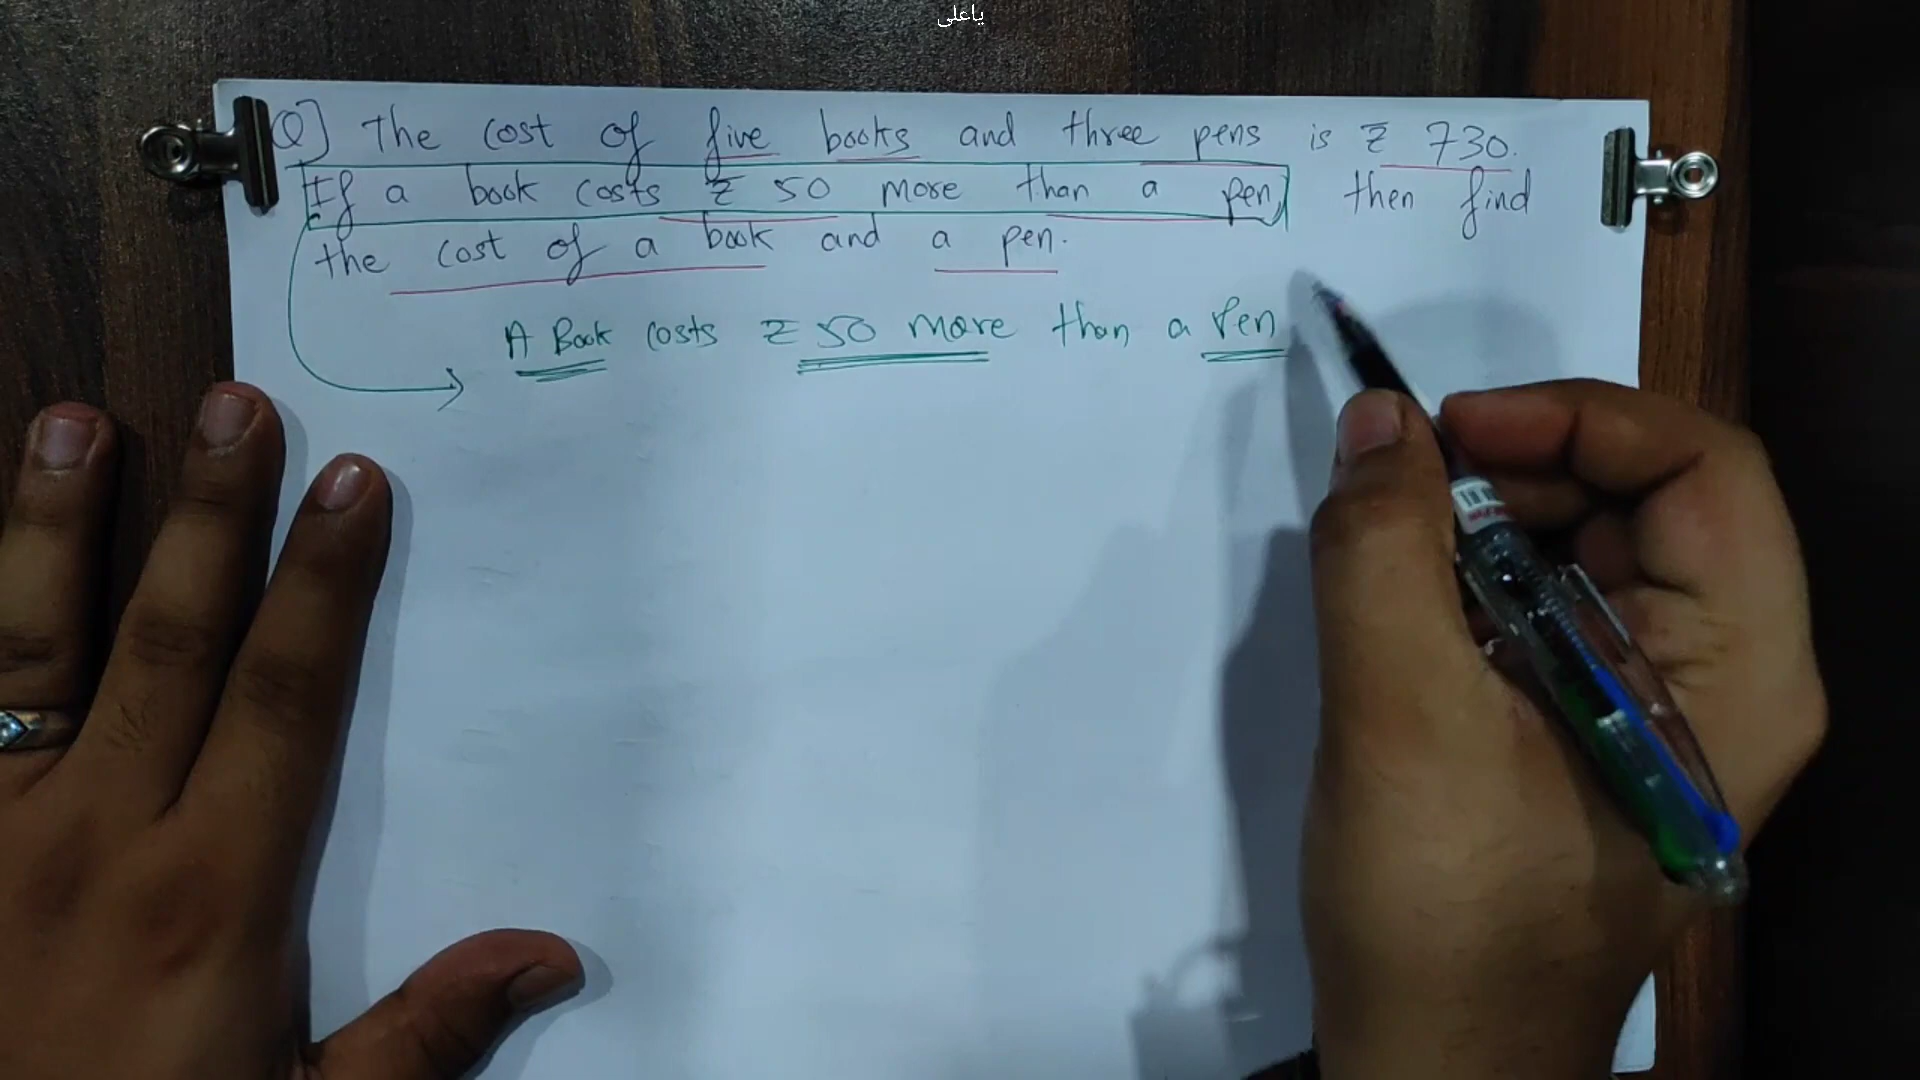 ياعلى
Q] The cost of five books and three pens is ₹ 730.
If a book costs ₹ 50 more than a pen, then find
the cost of a book and a pen.
A Book costs ₹ 50 more than a Pen